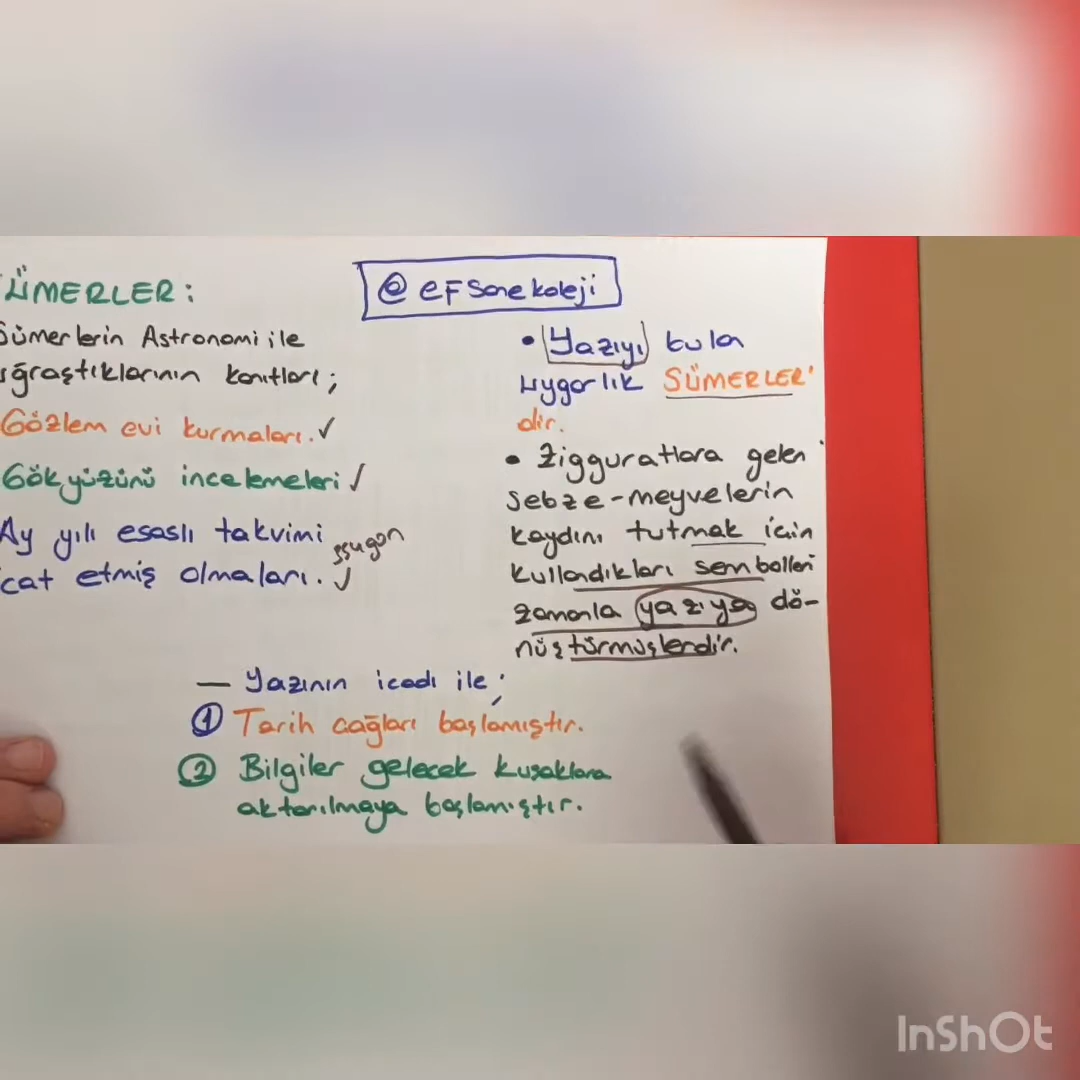 ÜMERLER:
Sümerlerin Astronomi ile
uğraştıklarının kanıtları;
Gözlem evi kurmaları.✓
Gökyüzünü incelemeleri ✓
Ay yılı esaslı takvimi
icat etmiş olmaları. ✓
@efsanekoleji
• Yazıyı bula
uygarlık SÜMERLER'
dir.
• Zigguratlara gelen
sebze-meyvelerin
kaydını tutmak için
kullandıkları sembolleri
zamanla yazıya dö-
nüştürmüşlerdir.
— Yazının icadı ile;
① Tarih çağları başlamıştır.
② Bilgiler gelecek kuşaklara
aktarılmaya başlamıştır.
InShOt